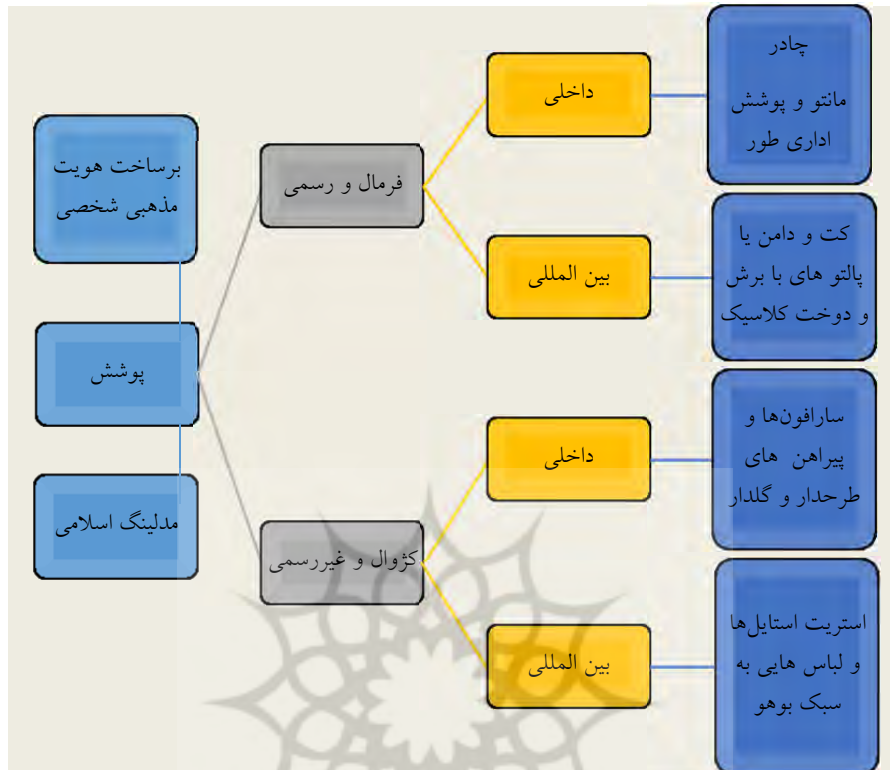 برساخت هویت
مذهبی شخصی
پوشش
مدلینگ اسلامی
فرمال و رسمی
کژوال و غیررسمی
داخلی
بین المللی
داخلی
بین المللی
چادر
مانتو و پوشش
اداری طور
کت و دامن یا
پالتو های با برش
و دوخت کلاسیک
سارافون‌ها و
پیراهن های
طرحدار و گلدار
استریت استایل‌ها
و لباس هایی به
سبک بوهو